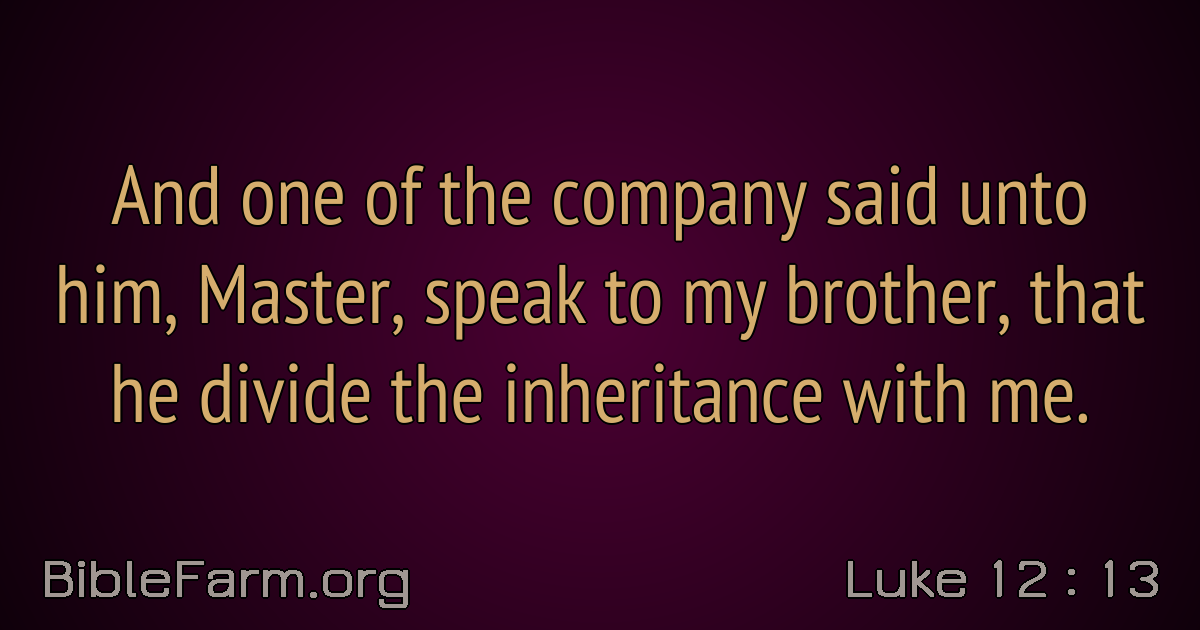 And one of the company said unto
him, Master, speak to my brother, that
he divide the inheritance with me.
BibleFarm.org
Luke 12 : 13